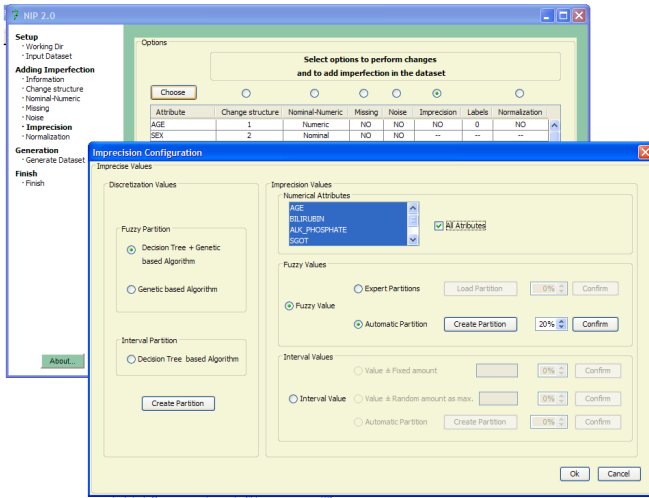 NIP 2.0
Setup
· Working Dir
· Input Dataset
Adding Imperfection
· Information
· Change structure
· Nominal-Numeric
· Missing
· Noise
· Imprecision
· Normalization
Generation
· Generate Dataset
Finish
· Finish
About...
Options
Select options to perform changes
and to add imperfection in the dataset
Choose
Attribute Change structure Nominal-Numeric Missing Noise Imprecision Labels Normalization
AGE 1 Numeric NO NO NO 0 NO
SEX 2 Nominal NO NO -- -- --
Imprecision Configuration
Imprecise Values
Discretization Values
Fuzzy Partition
Decision Tree + Genetic
based Algorithm
Genetic based Algorithm
Interval Partition
Decision Tree based Algorithm
Create Partition
Imprecision Values
Numerical Attributes
AGE
BILIRUBIN
ALK_PHOSPHATE
SGOT
All Atributes
Fuzzy Values
Fuzzy Value
Expert Partitions Load Partition 0% Confirm
Automatic Partition Create Partition 20% Confirm
Interval Values
Interval Value
Value ± Fixed amount 0% Confirm
Value ± Random amount as max. 0% Confirm
Automatic Partition Create Partition 0% Confirm
Ok Cancel